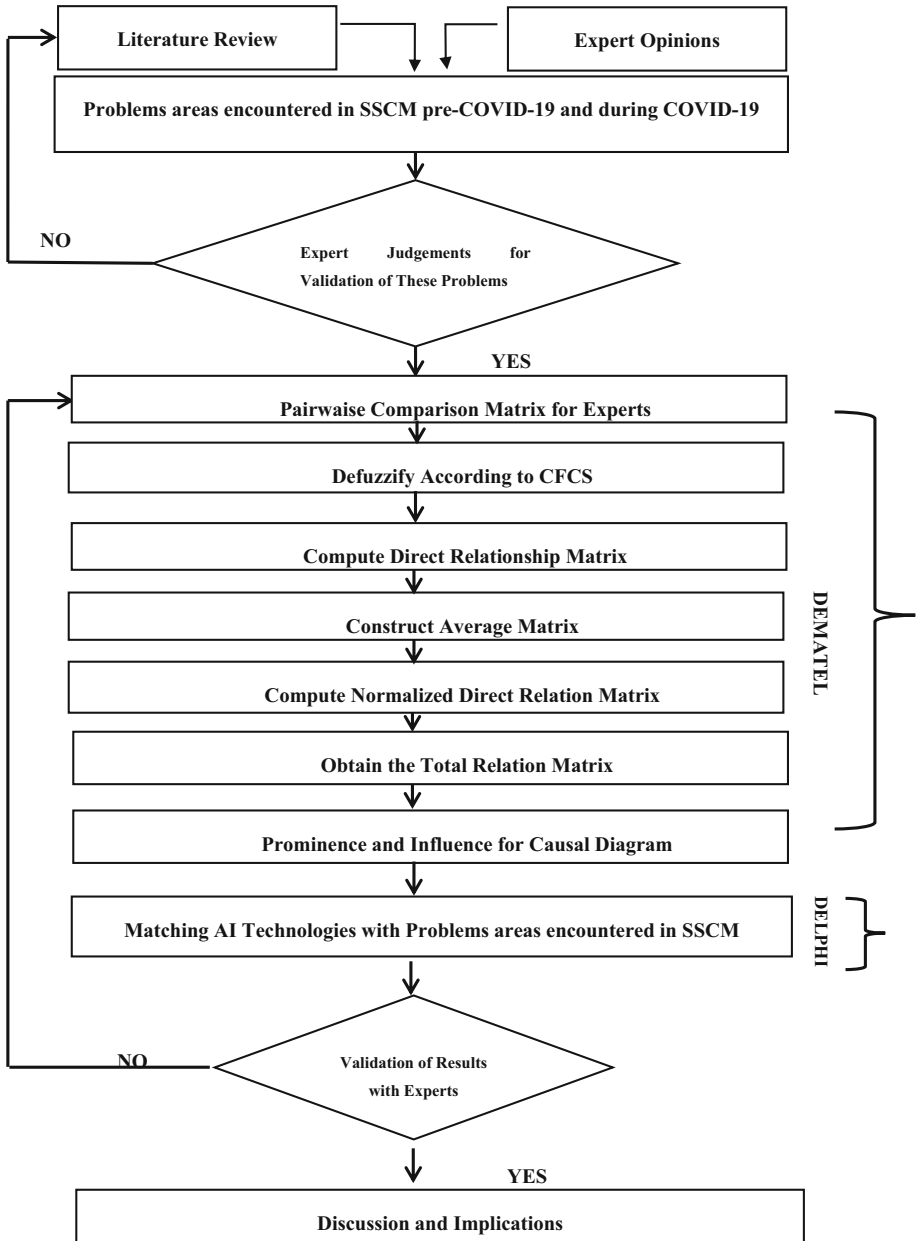 Literature Review
Expert Opinions
Problems areas encountered in SSCM pre-COVID-19 and during COVID-19
NO
Expert Judgements for
Validation of These Problems
YES
Pairwaise Comparison Matrix for Experts
Defuzzify According to CFCS
Compute Direct Relationship Matrix
Construct Average Matrix
DEMATEL
Compute Normalized Direct Relation Matrix
Obtain the Total Relation Matrix
Prominence and Influence for Causal Diagram
Matching AI Technologies with Problems areas encountered in SSCM
DELPHI
NO
Validation of Results
with Experts
YES
Discussion and Implications